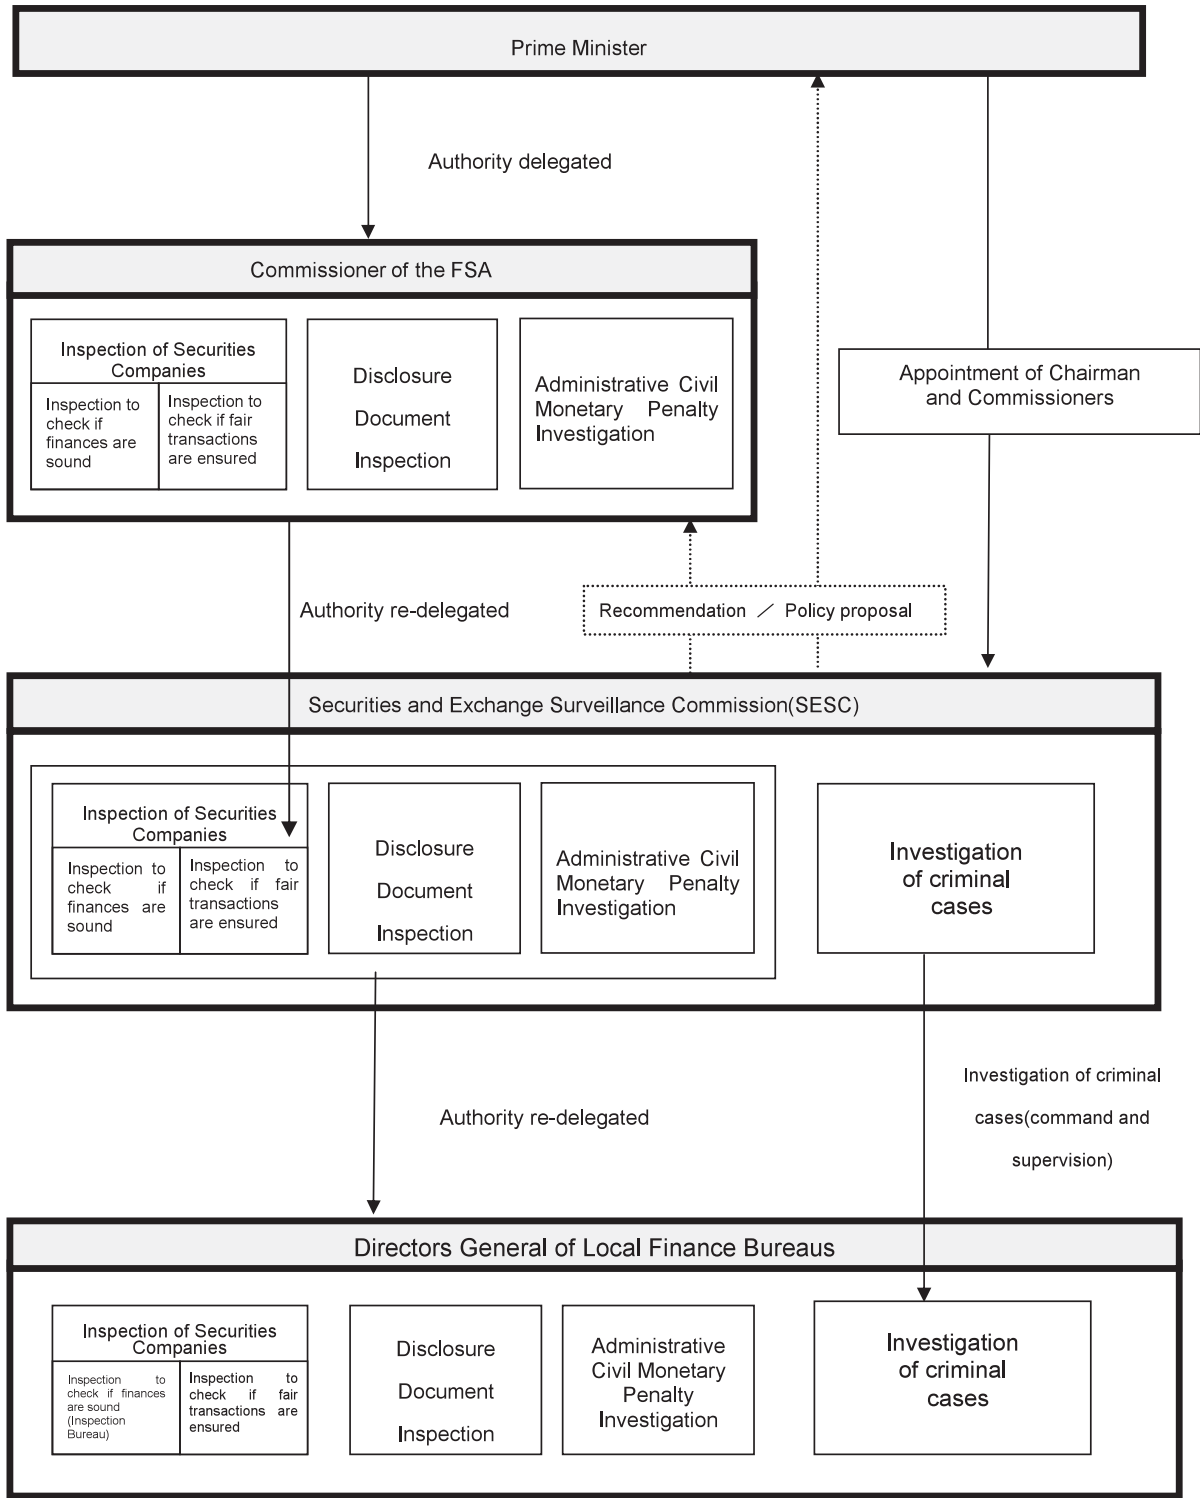 Prime Minister
Authority delegated
Commissioner of the FSA
Inspection of Securities
Companies
Inspection to
check if
finances are
sound
Inspection to
check if fair
transactions
are ensured
Disclosure
Document
Inspection
Administrative Civil
Monetary Penalty
Investigation
Appointment of Chairman
and Commissioners
Authority re-delegated
Recommendation ／ Policy proposal
Securities and Exchange Surveillance Commission(SESC)
Inspection of Securities
Companies
Inspection to
check if
finances are
sound
Inspection to
check if fair
transactions
are ensured
Disclosure
Document
Inspection
Administrative Civil
Monetary Penalty
Investigation
Investigation
of criminal
cases
Authority re-delegated
Investigation of criminal
cases(command and
supervision)
Directors General of Local Finance Bureaus
Inspection of Securities
Companies
Inspection to
check if finances
are sound
(Inspection
Bureau)
Inspection to
check if fair
transactions are
ensured
Disclosure
Document
Inspection
Administrative
Civil Monetary
Penalty
Investigation
Investigation
of criminal
cases